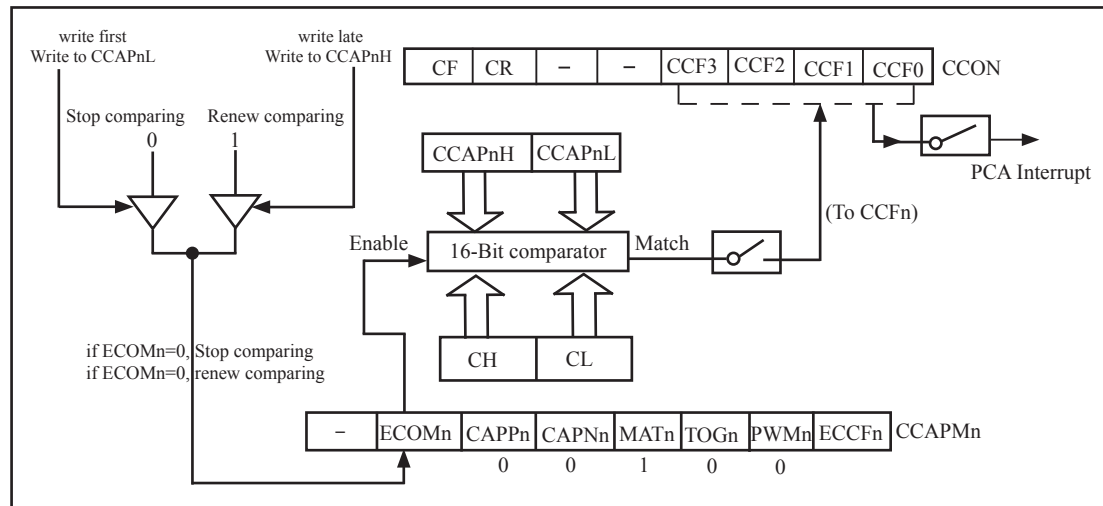 write first
Write to CCAPnL
write late
Write to CCAPnH
CF CR – – CCF3 CCF2 CCF1 CCF0 CCON
Stop comparing
0
Renew comparing
1
CCAPnH CCAPnL
PCA Interrupt
(To CCFn)
Enable
16-Bit comparator
Match
CH CL
if ECOMn=0, Stop comparing
if ECOMn=0, renew comparing
– ECOMn CAPPn CAPNn MATn TOGn PWMn ECCFn CCAPMn
0 0 1 0 0